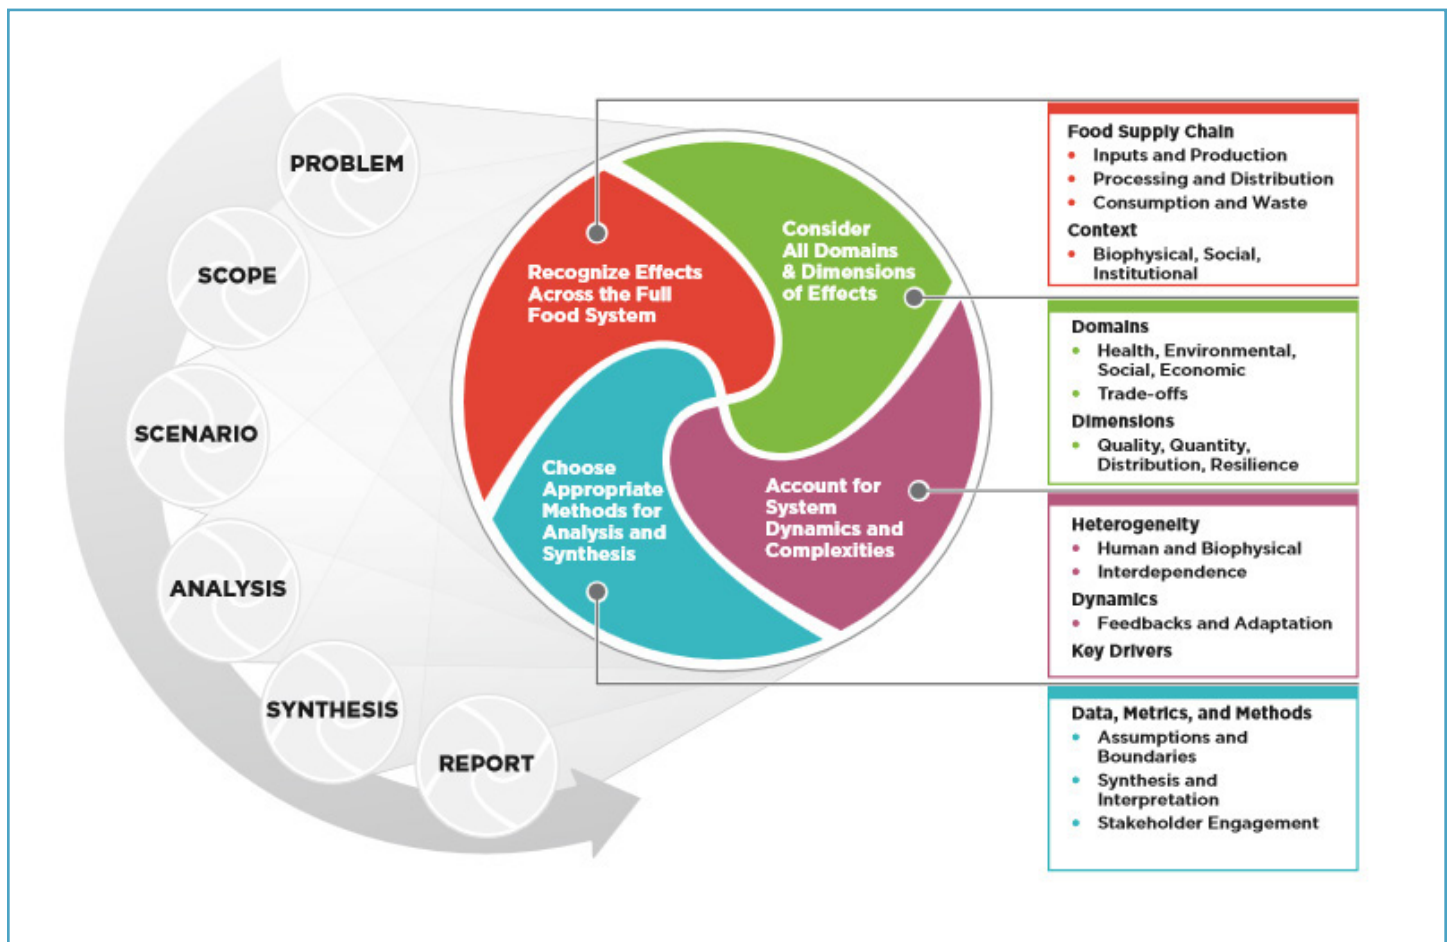 PROBLEM
SCOPE
SCENARIO
ANALYSIS
SYNTHESIS
REPORT
Recognize Effects
Across the Full
Food System
Consider
All Domains
& Dimensions
of Effects
Choose
Appropriate
Methods for
Analysis and
Synthesis
Account for
System
Dynamics and
Complexities
Food Supply Chain
• Inputs and Production
• Processing and Distribution
• Consumption and Waste
Context
• Biophysical, Social,
Institutional
Domains
• Health, Environmental,
Social, Economic
• Trade-offs
Dimensions
• Quality, Quantity,
Distribution, Resilience
Heterogeneity
• Human and Biophysical
• Interdependence
Dynamics
• Feedbacks and Adaptation
Key Drivers
Data, Metrics, and Methods
• Assumptions and
Boundaries
• Synthesis and
Interpretation
• Stakeholder Engagement